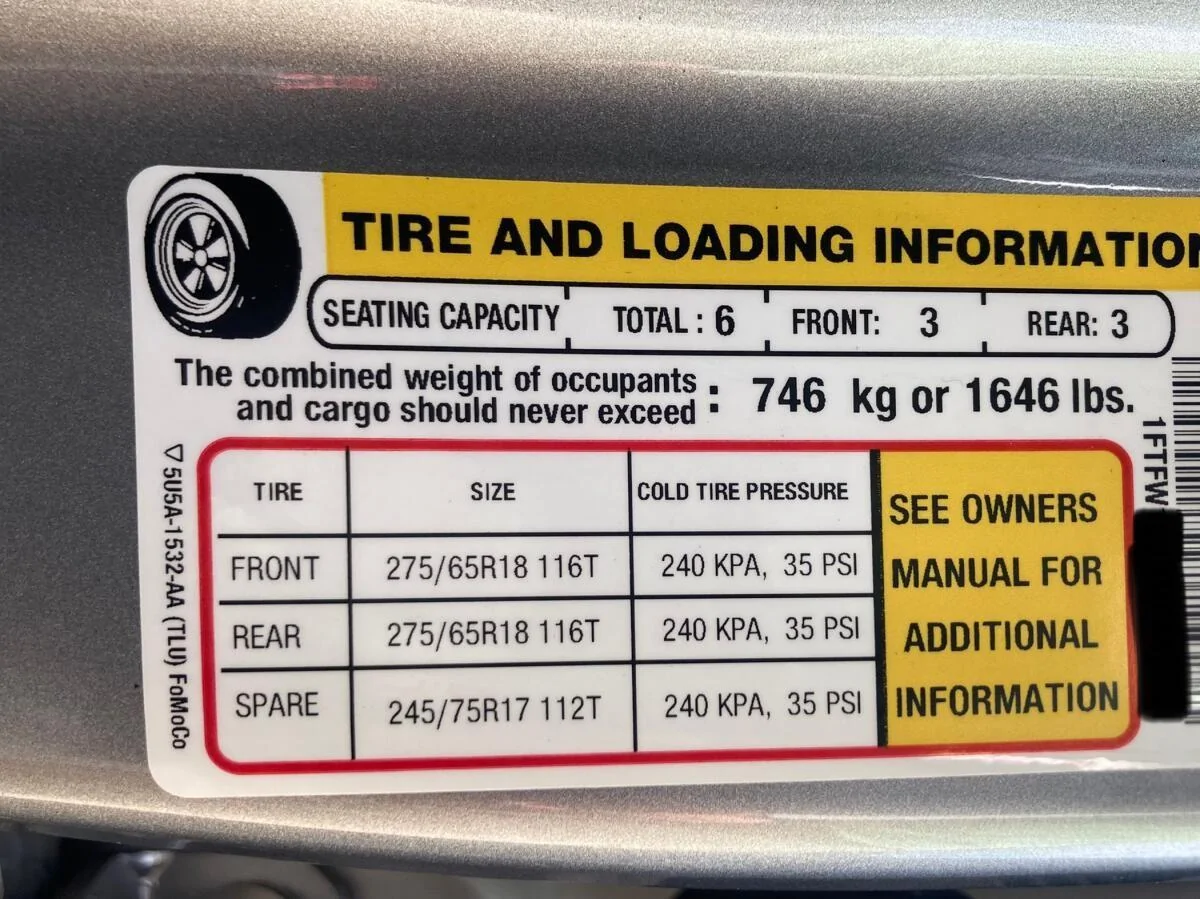 TIRE AND LOADING INFORMATION
SEATING CAPACITY TOTAL : 6 FRONT: 3 REAR: 3
The combined weight of occupants
and cargo should never exceed : 746 kg or 1646 lbs.
TIRE SIZE COLD TIRE PRESSURE
FRONT 275/65R18 116T 240 KPA, 35 PSI
REAR 275/65R18 116T 240 KPA, 35 PSI
SPARE 245/75R17 112T 240 KPA, 35 PSI
SEE OWNERS
MANUAL FOR
ADDITIONAL
INFORMATION
5U5A-1532-AA (TLU) FoMoCo
1FTFW